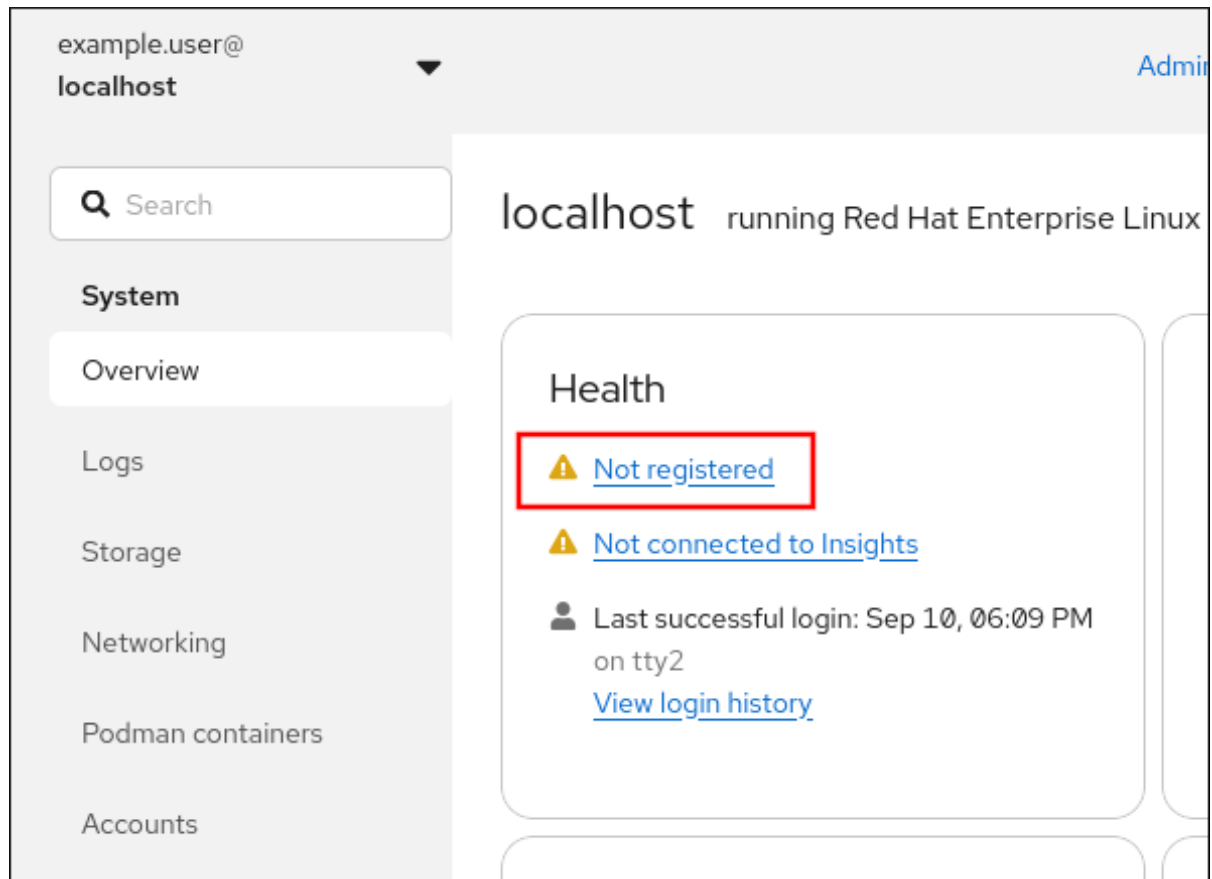 example.user@
localhost
Admin
Search
System
Overview
Logs
Storage
Networking
Podman containers
Accounts
localhost running Red Hat Enterprise Linux
Health
Not registered
Not connected to Insights
Last successful login: Sep 10, 06:09 PM
on tty2
View login history